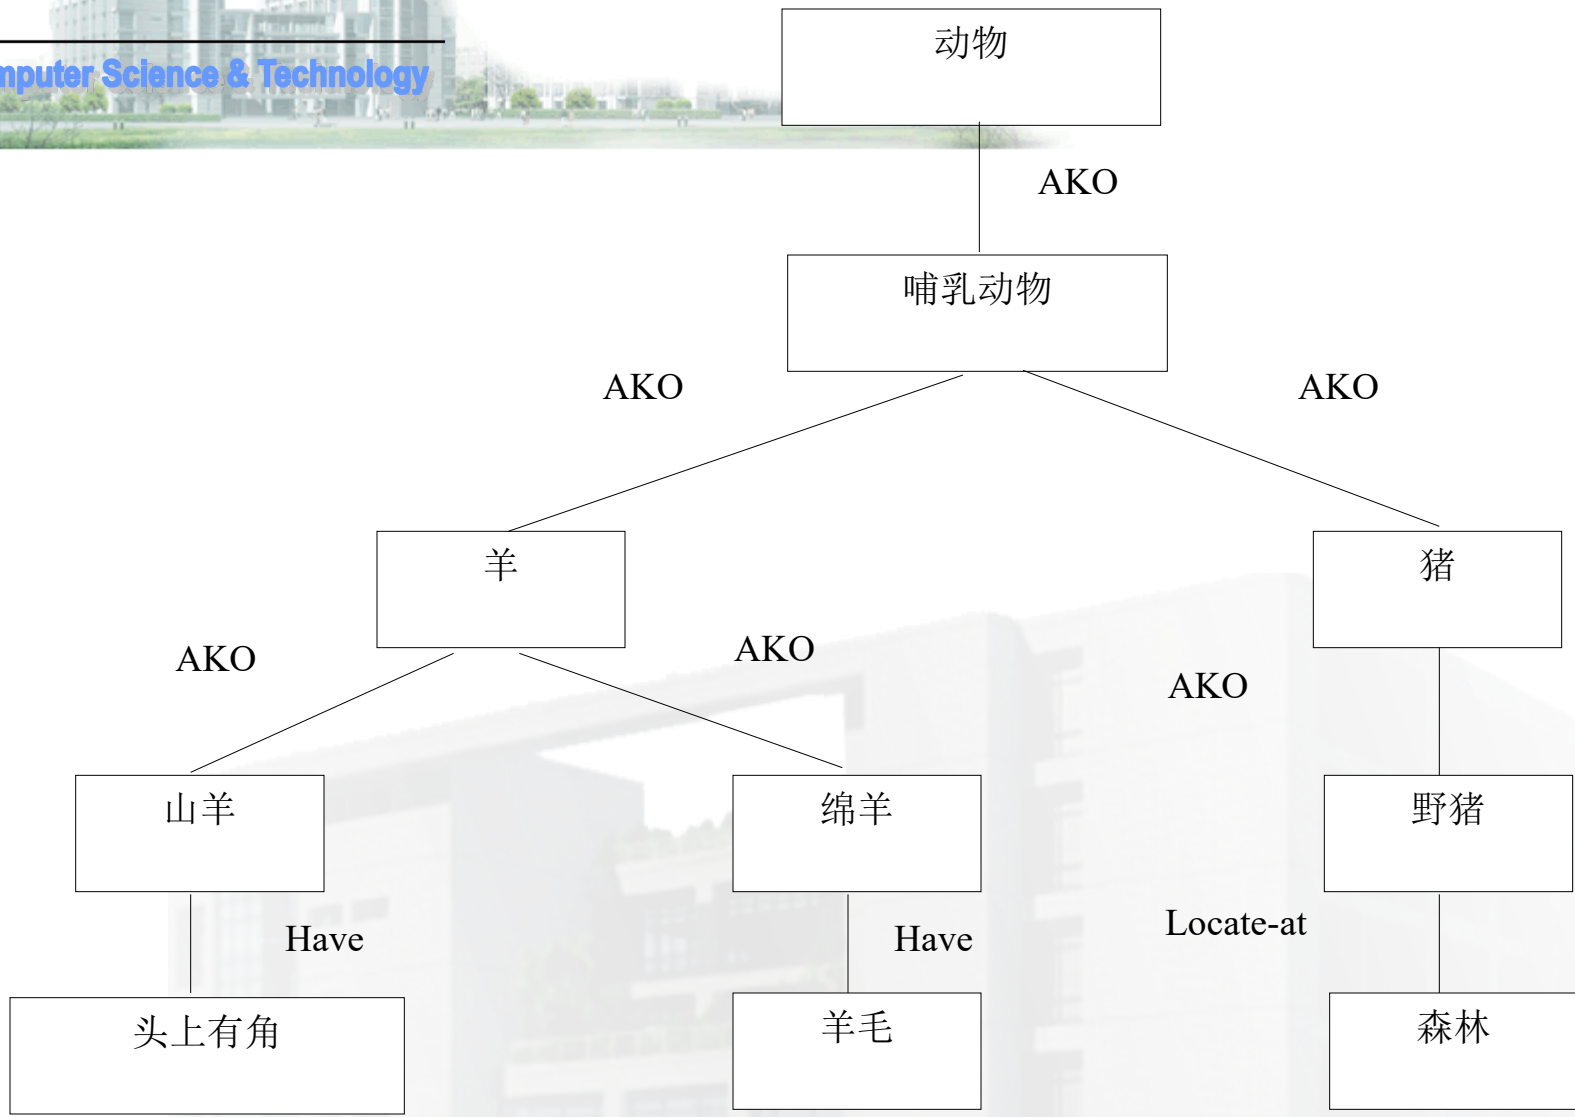 动物
mputer Science & Technology
AKO
哺乳动物
AKO
AKO
羊
猪
AKO
AKO
AKO
山羊
绵羊
野猪
Have
Have
Locate-at
头上有角
羊毛
森林